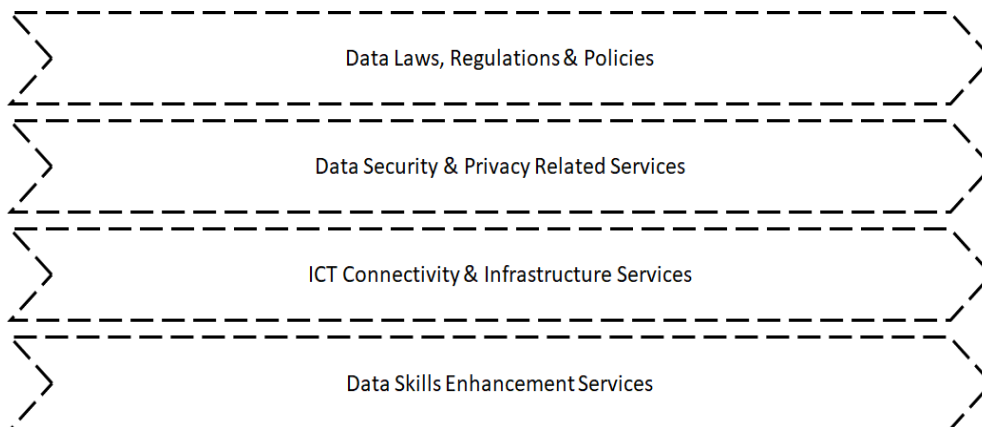 Data Laws, Regulations & Policies
Data Security & Privacy Related Services
ICT Connectivity & Infrastructure Services
Data Skills Enhancement Services